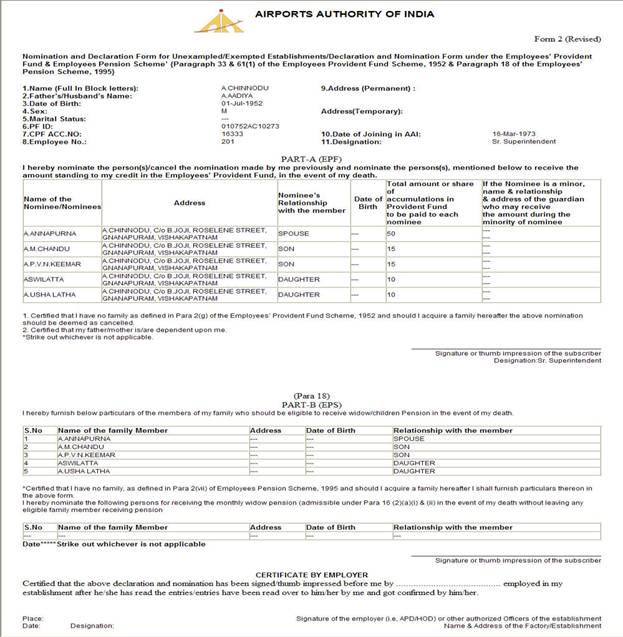 AIRPORTS AUTHORITY OF INDIA
Form 2 (Revised)
Nomination and Declaration Form for Unexampled/Exempted Establishments/Declaration and Nomination Form under the Employees' Provident
Fund & Employees Pension Scheme' {Paragraph 33 & 61(1) of the Employees Provident Fund Scheme, 1952 & Paragraph 18 of the Employees'
Pension Scheme, 1995}
1.Name (Full In Block letters): A.CHINNODU 9.Address (Permanent) :
2.Father's/Husband's Name: A.AADIYA
3.Date of Birth: 01-Jul-1952
4.Sex: M Address(Temporary):
5.Marital Status: ---
6.PF ID: 010752AC10273
7.CPF ACC.NO: 16333 10.Date of Joining in AAI: 16-Mar-1973
8.Employee No.: 201 11.Designation: Sr. Superintendent
PART-A (EPF)
I hereby nominate the person(s)/cancel the nomination made by me previously and nominate the persons(s), mentioned below to receive the
amount standing to my credit in the Employees' Provident Fund, in the event of my death.
Name of the Nominee/Nominees Address Nominee's Relationship with the member Date of Birth Total amount or share of accumulations in Provident Fund to be paid to each nominee If the Nominee is a minor, name & relationship & address of the guardian who may receive the amount during the minority of nominee
A.ANNAPURNA A.CHINNODU, C/o B.JOJI, ROSELENE STREET, GNANAPURAM, VISHAKAPATNAM SPOUSE --- 50 --- ---
A.M.CHANDU A.CHINNODU, C/o B.JOJI, ROSELENE STREET, GNANAPURAM, VISHAKAPATNAM SON --- 15 --- ---
A.P.V.N.KEEMAR A.CHINNODU, C/o B.JOJI, ROSELENE STREET, GNANAPURAM, VISHAKAPATNAM SON --- 15 --- ---
ASWILATTA A.CHINNODU, C/o B.JOJI, ROSELENE STREET, GNANAPURAM, VISHAKAPATNAM DAUGHTER --- 10 --- ---
A.USHA LATHA A.CHINNODU, C/o B.JOJI, ROSELENE STREET, GNANAPURAM, VISHAKAPATNAM DAUGHTER --- 10 --- ---
1. Certified that I have no family as defined in Para 2(g) of the Employees' Provident Fund Scheme, 1952 and should I acquire a family hereafter the above nomination
should be deemed as cancelled.
2. Certified that my father/mother is/are dependent upon me.
*Strike out whichever is not applicable.
Signature or thumb impression of the subscriber
Designation:Sr. Superintendent
(Para 18)
PART-B (EPS)
I hereby furnish below particulars of the members of my family who should be eligible to receive widow/children Pension in the event of my death.
S.No Name of the family Member Address Date of Birth Relationship with the member
1 A.ANNAPURNA --- --- SPOUSE
2 A.M.CHANDU --- --- SON
3 A.P.V.N.KEEMAR --- --- SON
4 ASWILATTA --- --- DAUGHTER
5 A.USHA LATHA --- --- DAUGHTER
*Certified that I have no family, as defined in Para 2(vii) of Employees Pension Scheme, 1995 and should I acquire a family hereafter I shall furnish particulars thereon in
the above form.
I hereby nominate the following persons for receiving the monthly widow pension (admissible under Para 16 (2)(a)(i) & (ii) in the event of my death without leaving any
eligible family member receiving pension
S.No Name of the family Member Address Date of Birth Relationship with the member
--- --- --- --- ---
Date*****Strike out whichever is not applicable
Signature or thumb impression of the subscriber
CERTIFICATE BY EMPLOYER
Certified that the above declaration and nomination has been signed/thumb impressed before me by .......................................... employed in my
establishment after he/she has read the entries/entries have been read over to him/her by me and got confirmed by him/her.
Place: Signature of the employer (i.e, APD/HOD) or other authorized Officers of the establishment
Date: Designation: Name & Address of the Factory/Establishment